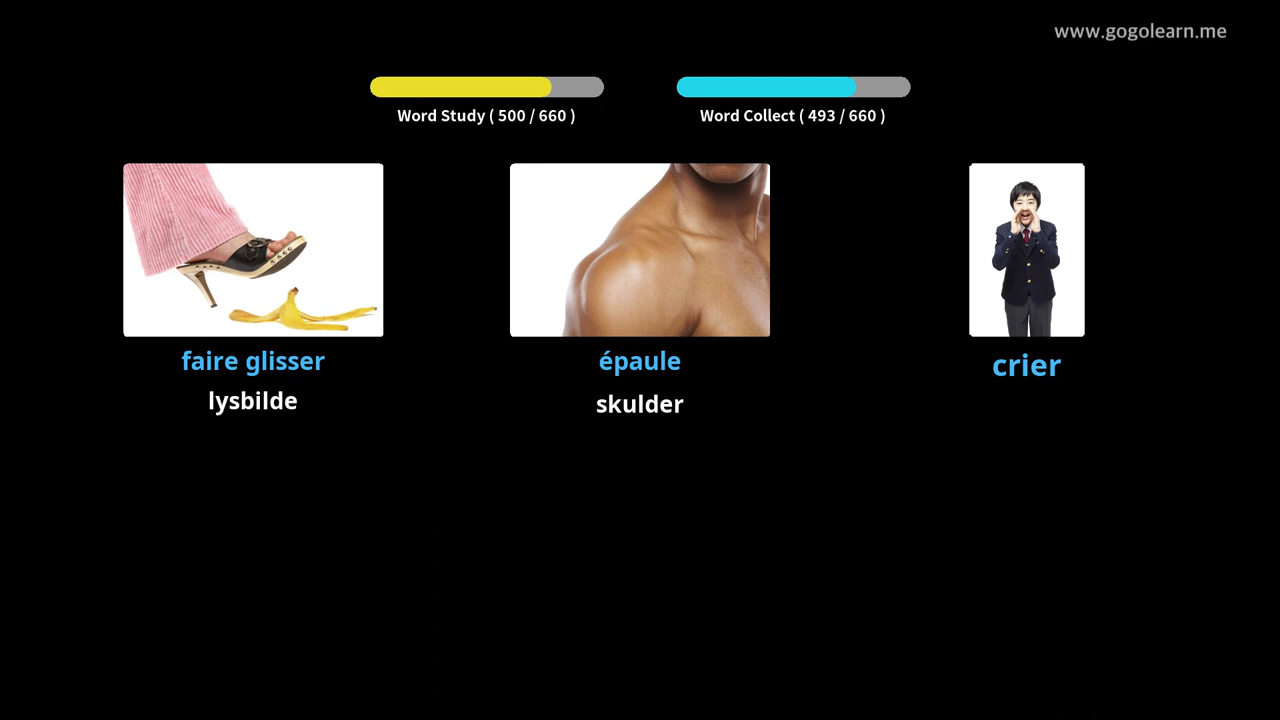 www.gogolearn.me
Word Study ( 500 / 660 )
Word Collect ( 493 / 660 )
faire glisser
lysbilde
épaule
skulder
crier